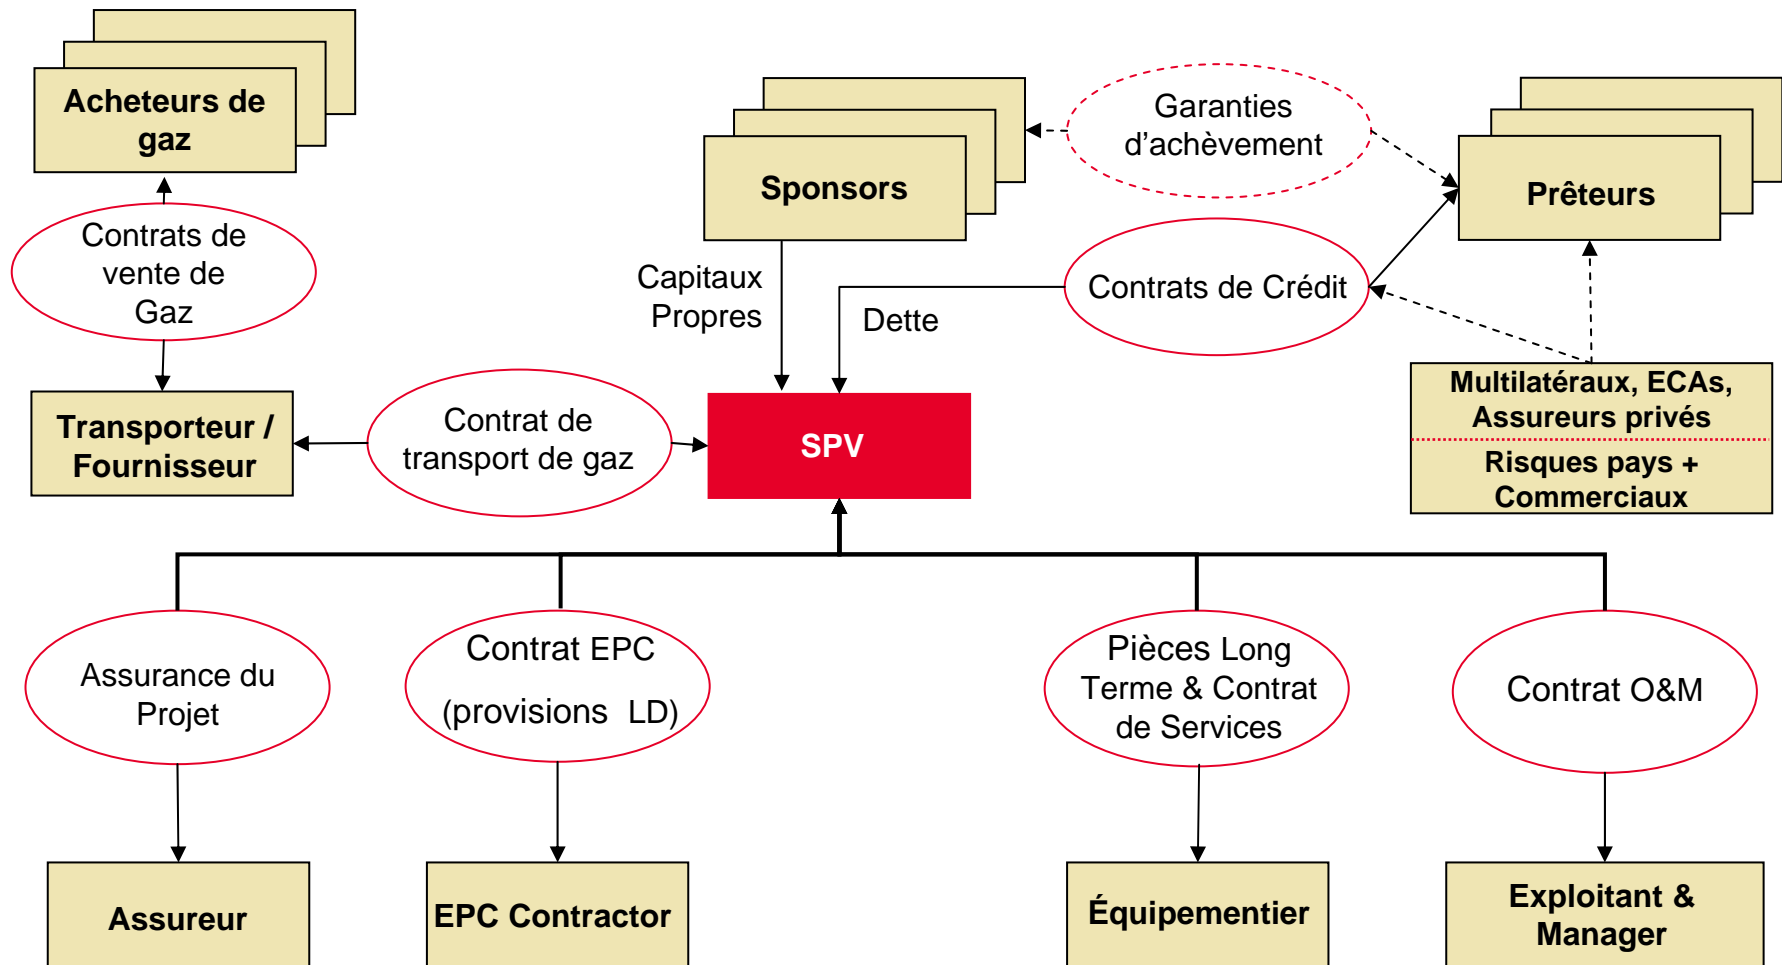 Acheteurs de
gaz
Garanties
d'achèvement
Sponsors
Prêteurs
Contrats de
vente de
Gaz
Capitaux
Propres
Dette
Contrats de Crédit
Multilatéraux, ECAs,
Assureurs privés
Risques pays +
Commerciaux
Transporteur /
Fournisseur
Contrat de
transport de gaz
SPV
Assurance du
Projet
Contrat EPC
(provisions LD)
Pièces Long
Terme & Contrat
de Services
Contrat O&M
Assureur
EPC Contractor
Équipementier
Exploitant &
Manager